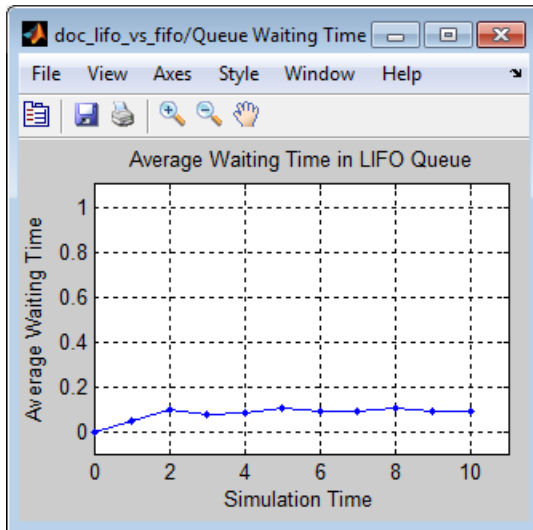 doc_lifo_vs_fifo/Queue Waiting Time
File View Axes Style Window Help
Average Waiting Time in LIFO Queue
Average Waiting Time
1
0.8
0.6
0.4
0.2
0
0 2 4 6 8 10
Simulation Time